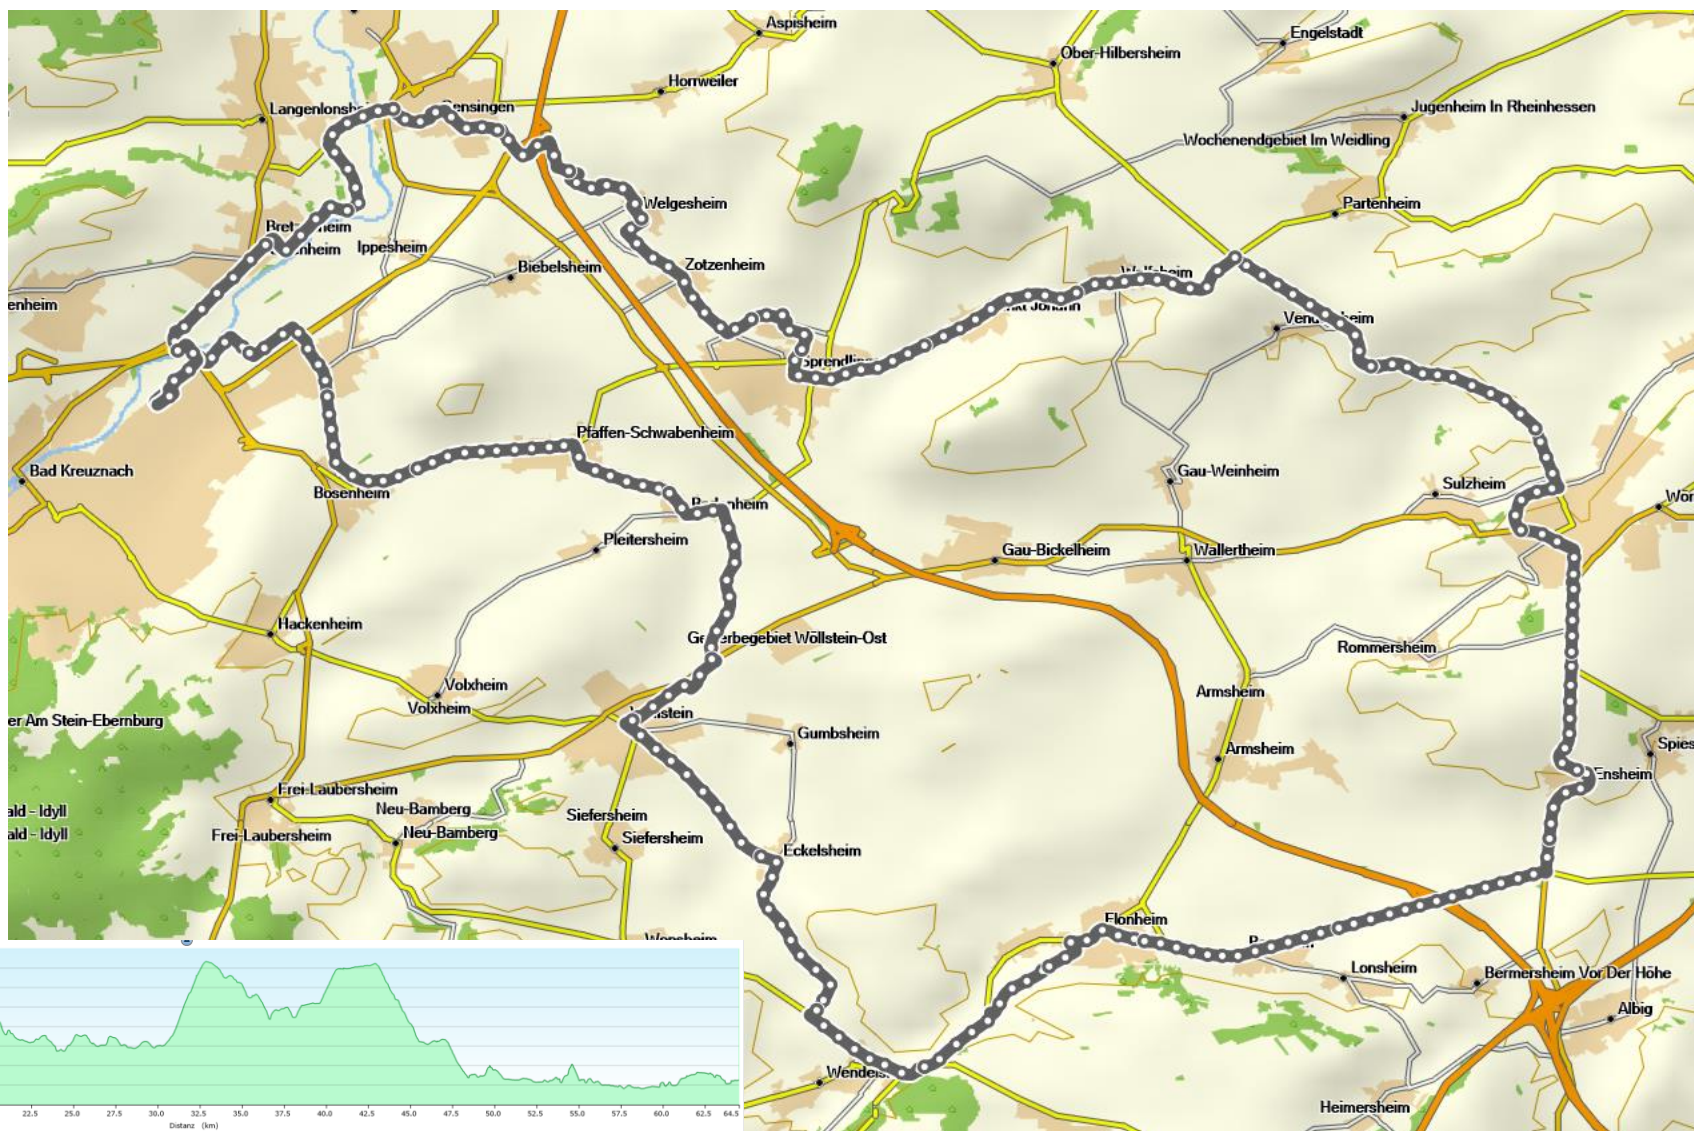 Aspisheim
Engelstadt
Ober-Hilbersheim
Horrweiler
Jugenheim In Rheinhessen
Wochenendgebiet Im Weidling
Welgesheim
Partenheim
Ippesheim
Biebelsheim
Zotzenheim
Pfaffen-Schwabenheim
Bad Kreuznach
Bosenheim
Gau-Weinheim
Sulzheim
Pleitersheim
Gau-Bickelheim
Wallertheim
Hackenheim
Rommersheim
Volxheim
Volxheim
Armsheim
Gumbsheim
Armsheim
Ensheim
Frei-Laubersheim
Neu-Bamberg
Siefersheim
Frei-Laubersheim
Neu-Bamberg
Siefersheim
Eckelsheim
Flonheim
Lonsheim
Bermersheim Vor Der Höhe
Albig
Heimersheim
22.5 25.0 27.5 30.0 32.5 35.0 37.5 40.0 42.5 45.0 47.5 50.0 52.5 55.0 57.5 60.0 62.5 64.5
Distanz (km)